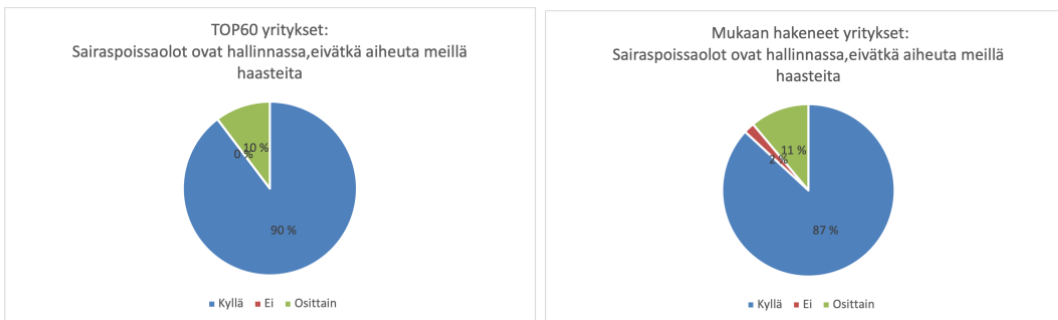 TOP60 yritykset:
Sairaspoissaolot ovat hallinnassa,eivätkä aiheuta meillä
haasteita
10 %
0 %
90 %
Kyllä Ei Osittain
Mukaan hakeneet yritykset:
Sairaspoissaolot ovat hallinnassa,eivätkä aiheuta meillä
haasteita
11 %
2 %
87 %
Kyllä Ei Osittain